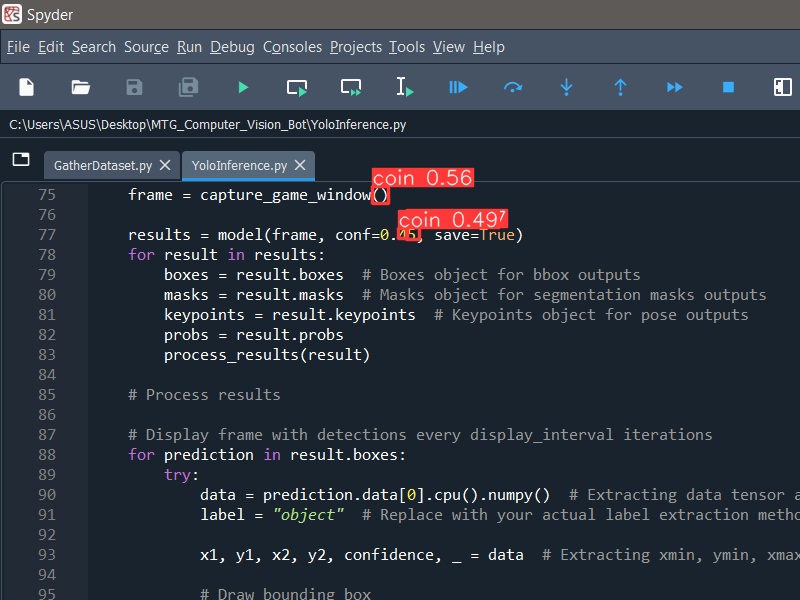 Spyder
File Edit Search Source Run Debug Consoles Projects Tools View Help
C:\Users\ASUS\Desktop\MTG_Computer_Vision_Bot\YoloInference.py
GatherDataset.py YoloInference.py
coin 0.56
75 frame = capture_game_window()
coin 0.49
76
77 results = model(frame, conf=0.45, save=True)
78 for result in results:
79 boxes = result.boxes # Boxes object for bbox outputs
80 masks = result.masks # Masks object for segmentation masks outputs
81 keypoints = result.keypoints # Keypoints object for pose outputs
82 probs = result.probs
83 process_results(result)
84
85 # Process results
86
87 # Display frame with detections every display_interval iterations
88 for prediction in result.boxes:
89 try:
90 data = prediction.data[0].cpu().numpy() # Extracting data tensor a
91 label = "object" # Replace with your actual label extraction metho
92
93 x1, y1, x2, y2, confidence, _ = data # Extracting xmin, ymin, xmax
94
95 # Draw bounding box